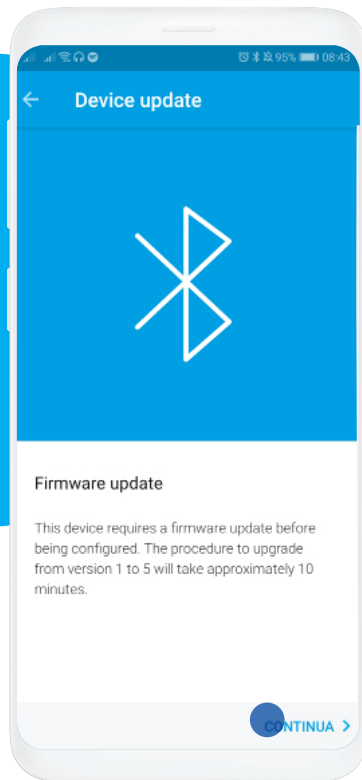 95% 08:43
Device update
Firmware update
This device requires a firmware update before
being configured. The procedure to upgrade
from version 1 to 5 will take approximately 10
minutes.
CONTINUA